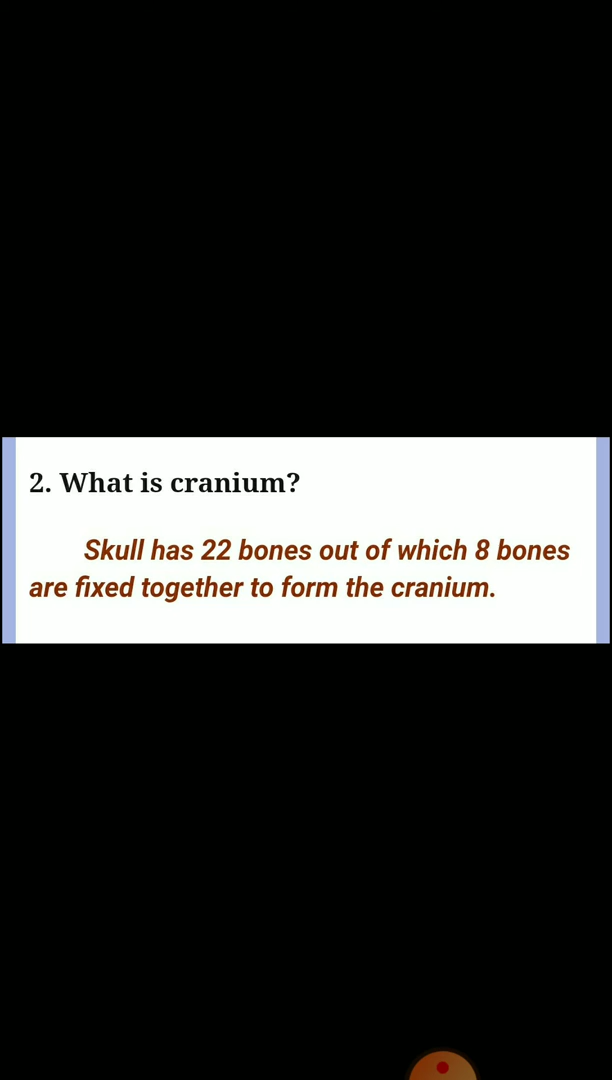 2. What is cranium?
Skull has 22 bones out of which 8 bones
are fixed together to form the cranium.